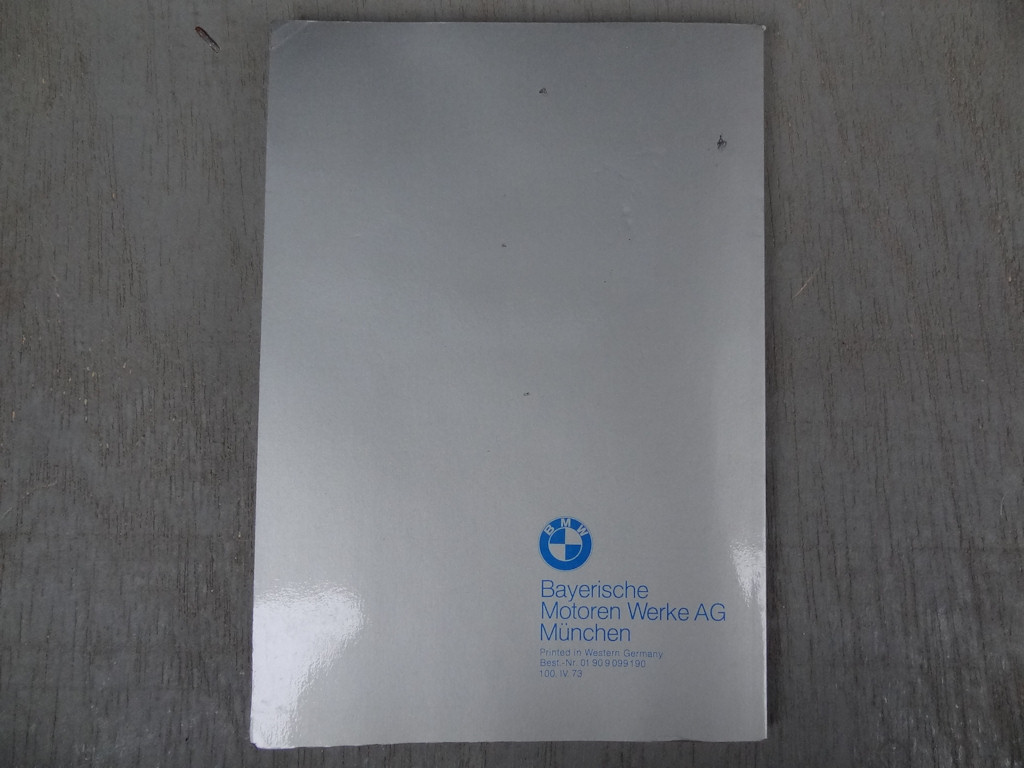 BMW
Bayerische
Motoren Werke AG
München
Printed in Western Germany
Best.-Nr. 01 90 9 099 190
100. IV. 73